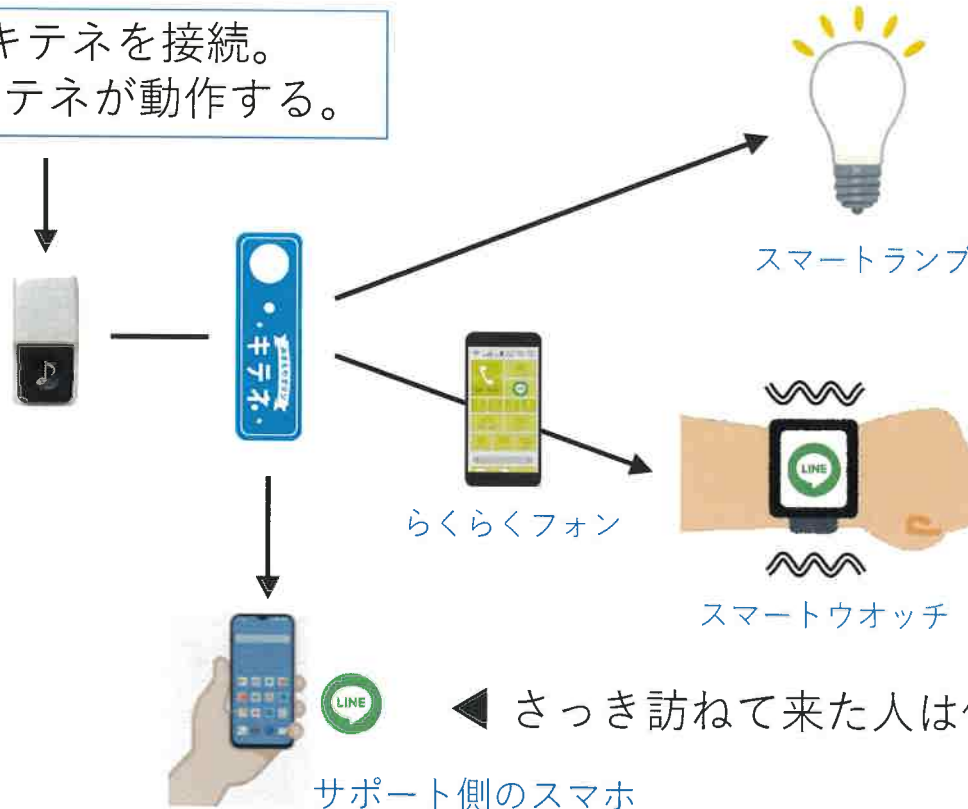 キテネを接続。
テネが動作する。
スマートランプ
キテネ
LINE
らくらくフォン
スマートウオッチ
LINE
さっき訪ねて来た人は
サポート側のスマホ